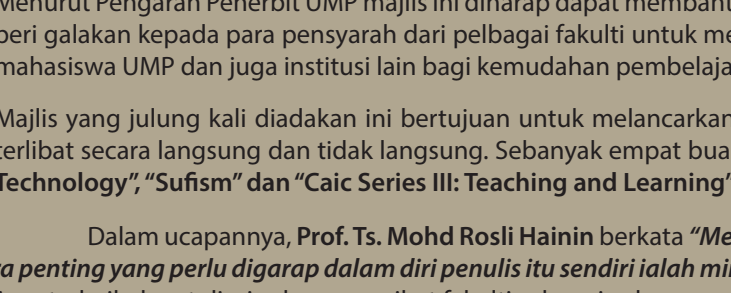 Menurut Pengarah Penerbit UMP majlis ini diharap dapat membant
beri galakan kepada para pensyarah dari pelbagai fakulti untuk me
mahasiswa UMP dan juga institusi lain bagi kemudahan pembelaja
Majlis yang julung kali diadakan ini bertujuan untuk melancarkan
terlibat secara langsung dan tidak langsung. Sebanyak empat bua
Technology”, “Sufism” dan “Caic Series III: Teaching and Learning”
Dalam ucapannya, Prof. Ts. Mohd Rosli Hainin berkata “Me
ra penting yang perlu digarap dalam diri penulis itu sendiri ialah mi